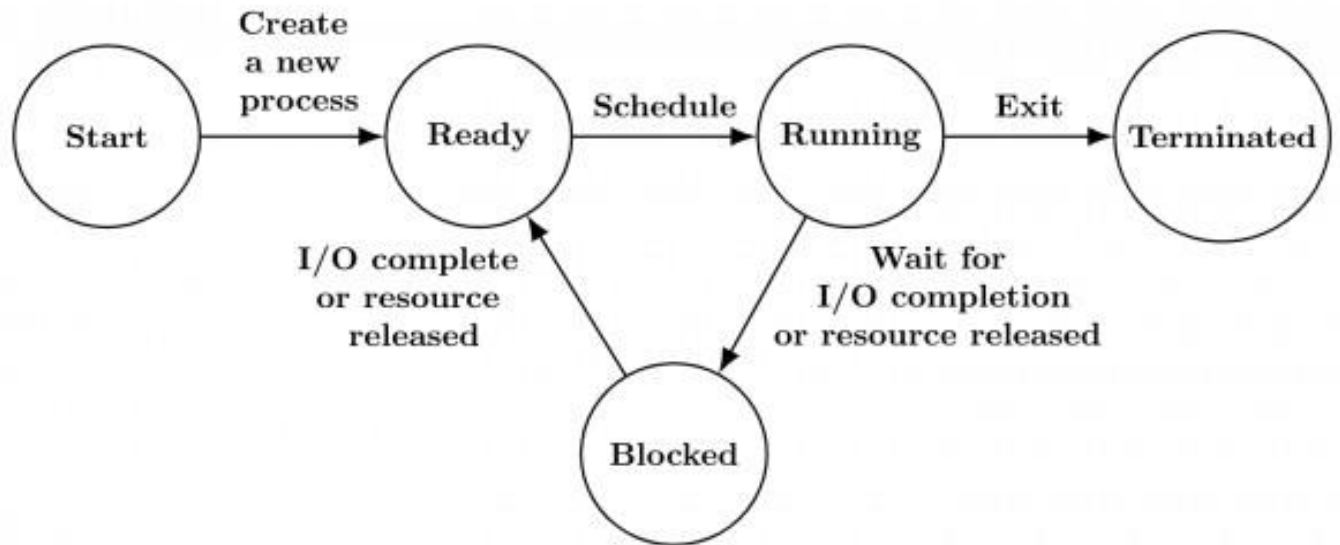 Create
a new
process
Start
Ready
Schedule
Running
Exit
Terminated
I/O complete
or resource
released
Wait for
I/O completion
or resource released
Blocked